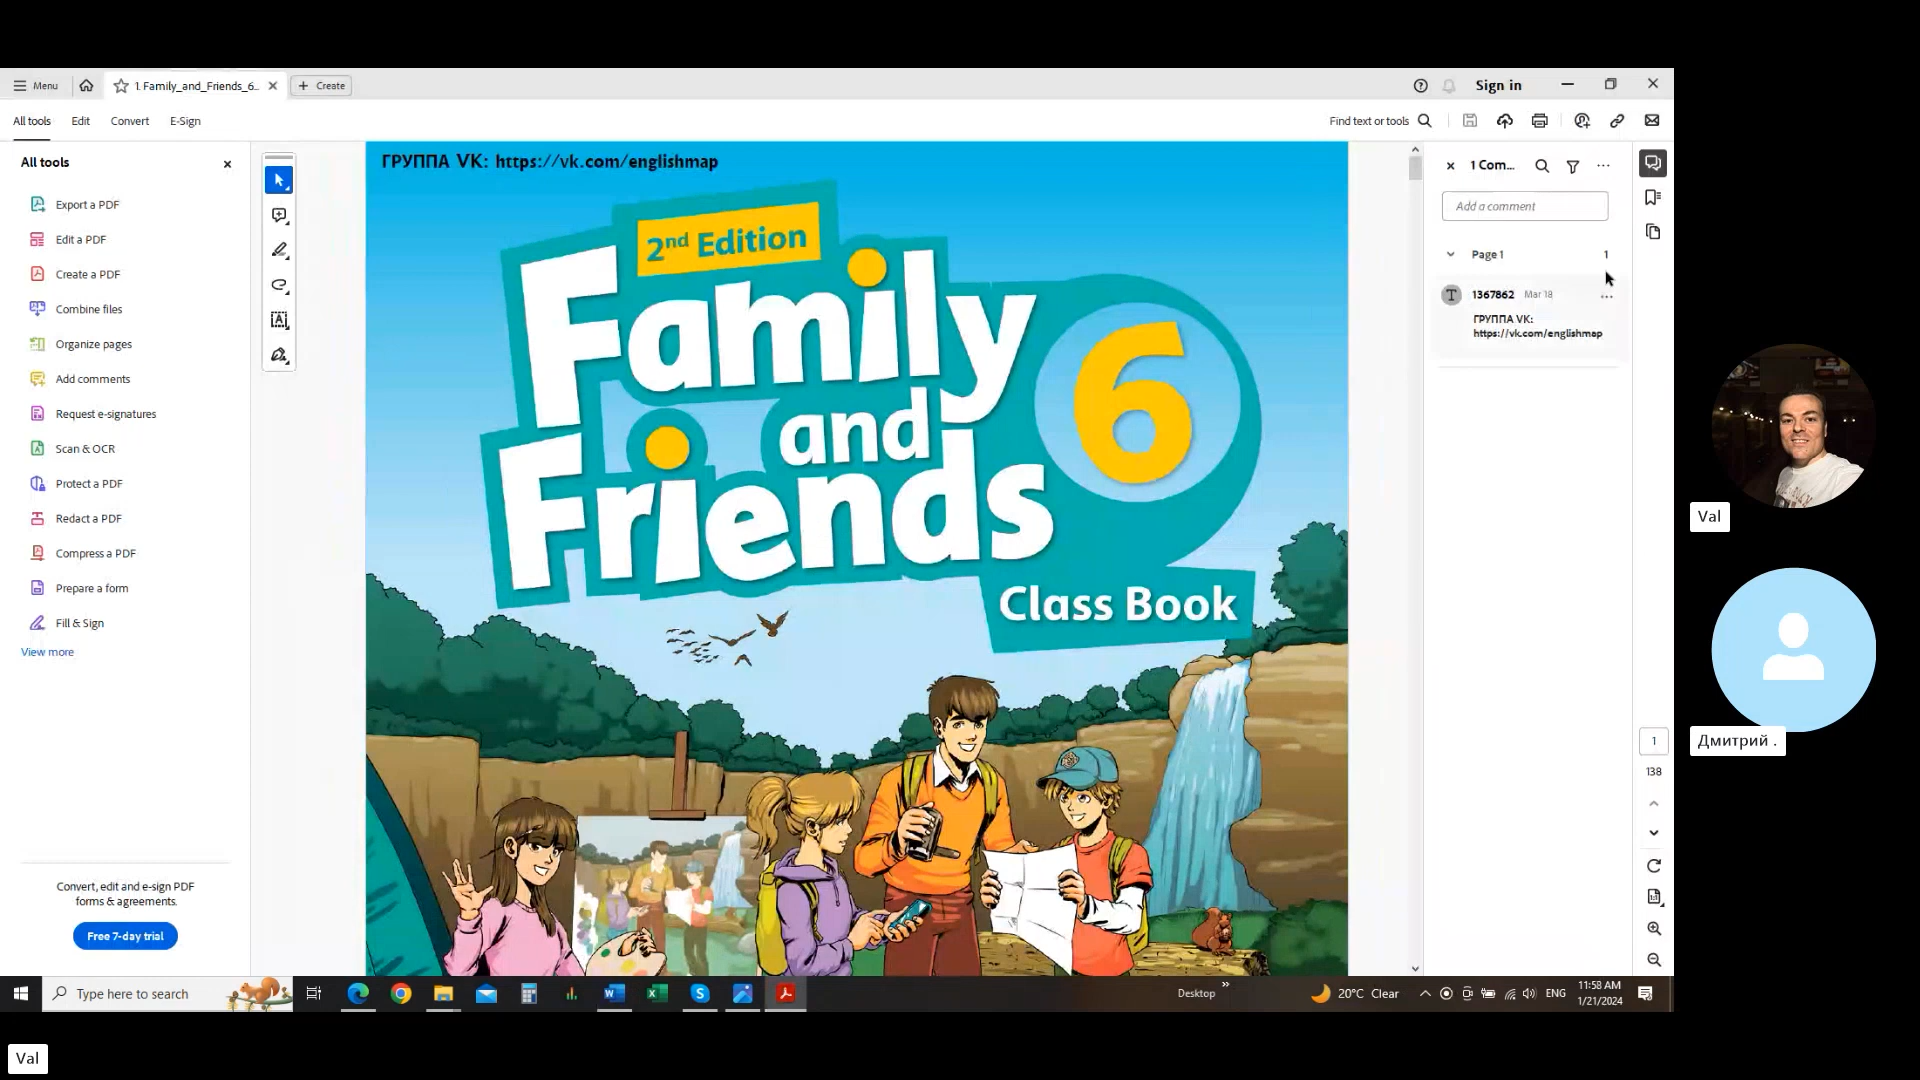 Menu
1. Family_and_Friends_6...
Create
Sign in
All tools
Edit
Convert
E-Sign
Find text or tools
All tools
Export a PDF
Edit a PDF
Create a PDF
Combine files
Organize pages
Add comments
Request e-signatures
Scan & OCR
Protect a PDF
Redact a PDF
Compress a PDF
Prepare a form
Fill & Sign
View more
Convert, edit and e-sign PDF
forms & agreements.
Free 7-day trial
ГРУППА VK: https://vk.com/englishmap
2nd Edition
Family
and
Friends
6
Class Book
1 Com...
Add a comment
Page 1
1
T
1367862 Mar 18
ГРУППА VK:
https://vk.com/englishmap
1
138
Type here to search
Desktop
20°C Clear
ENG
11:58 AM
1/21/2024
Val
Дмитрий .
Val